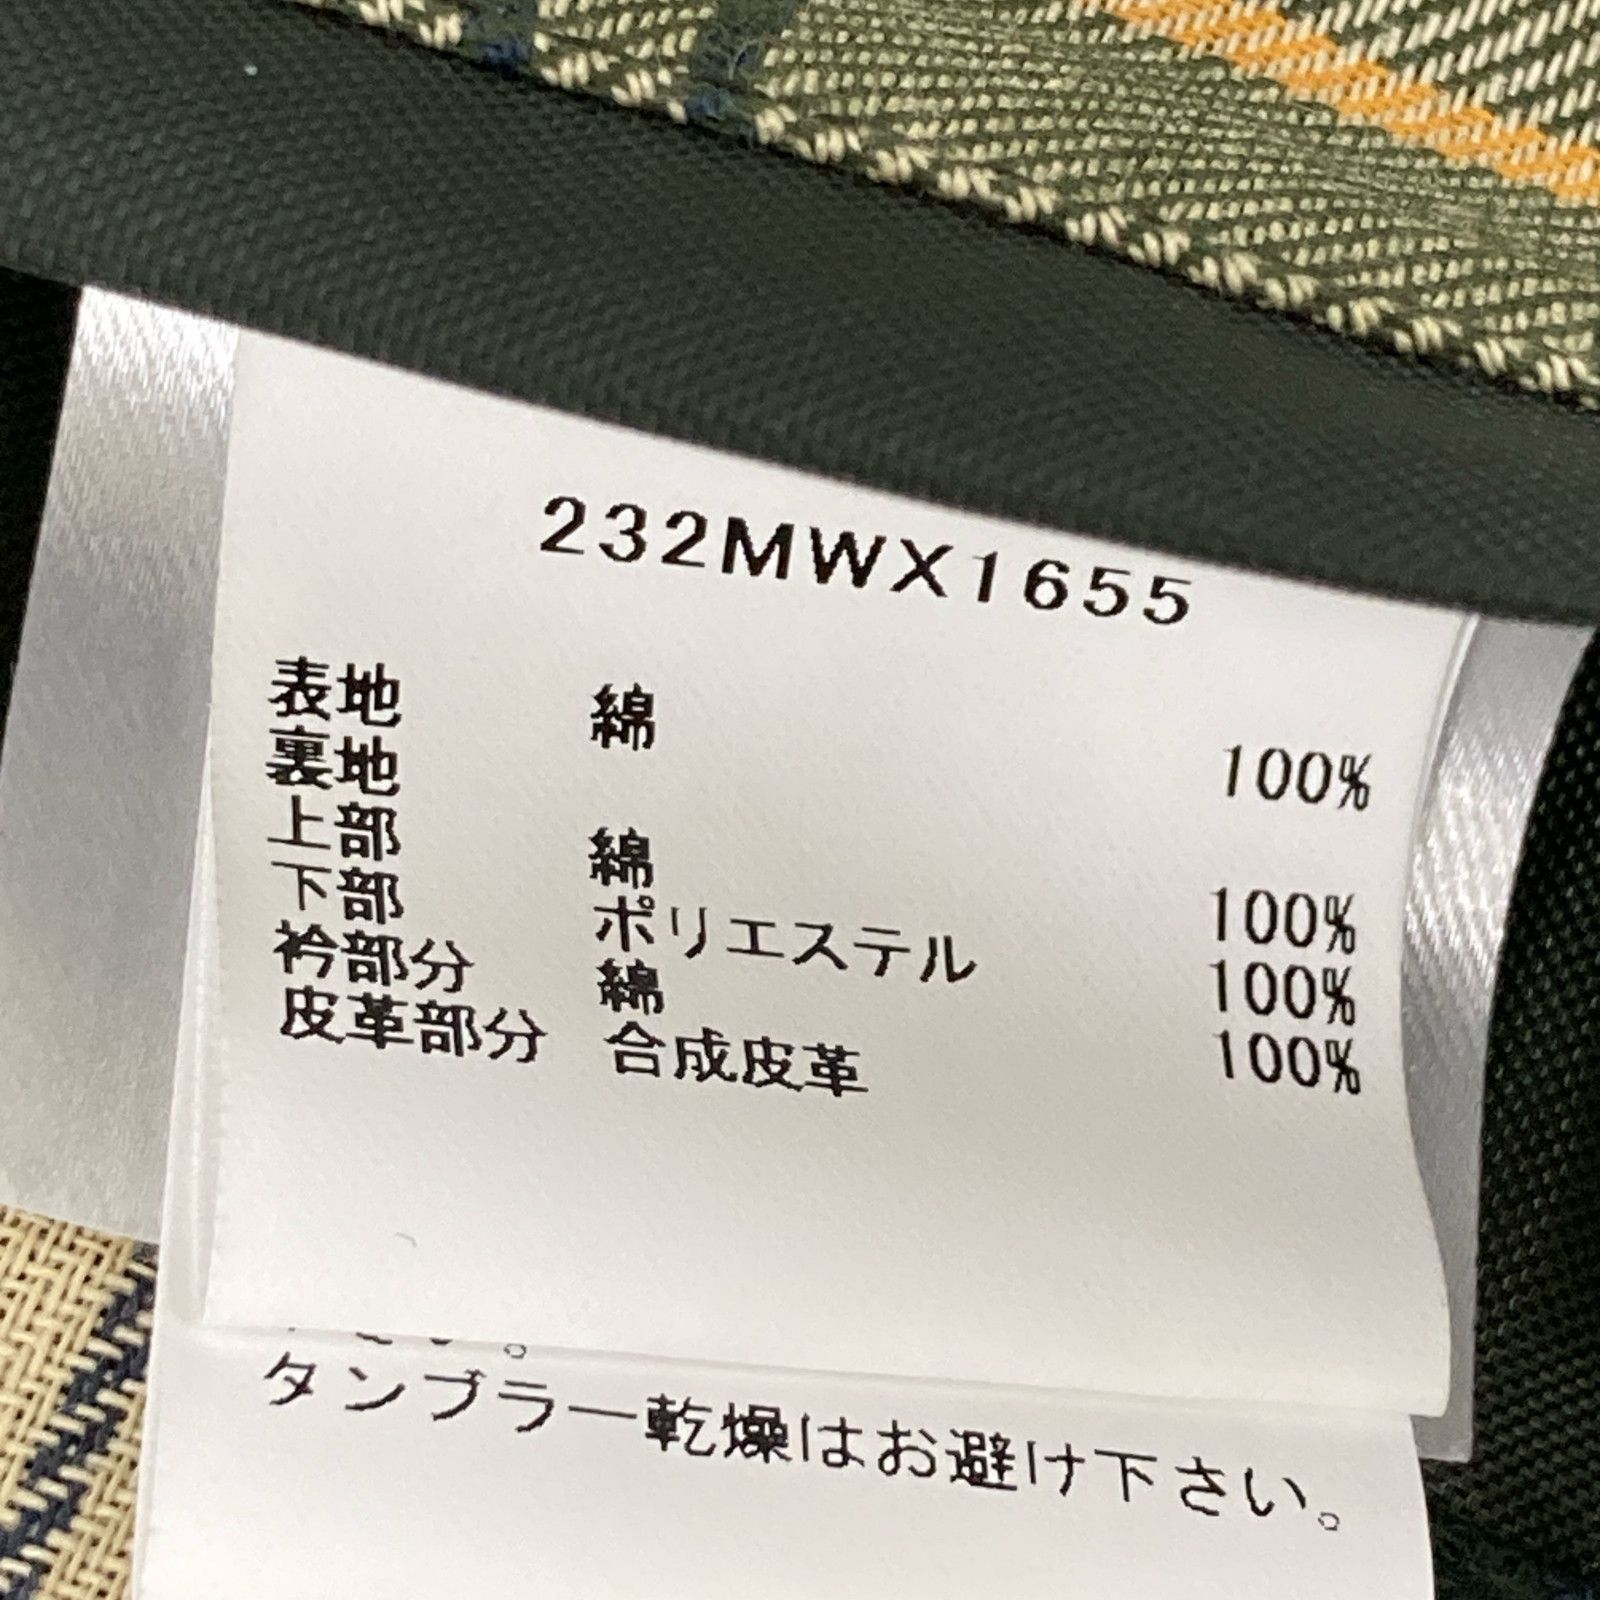 232MWX1655
表地 綿 100%
裏地
上部 綿 100%
下部 ポリエステル 100%
衿部分 綿 100%
皮革部分 合成皮革
さい。
タンブラー乾燥はお避け下さい。